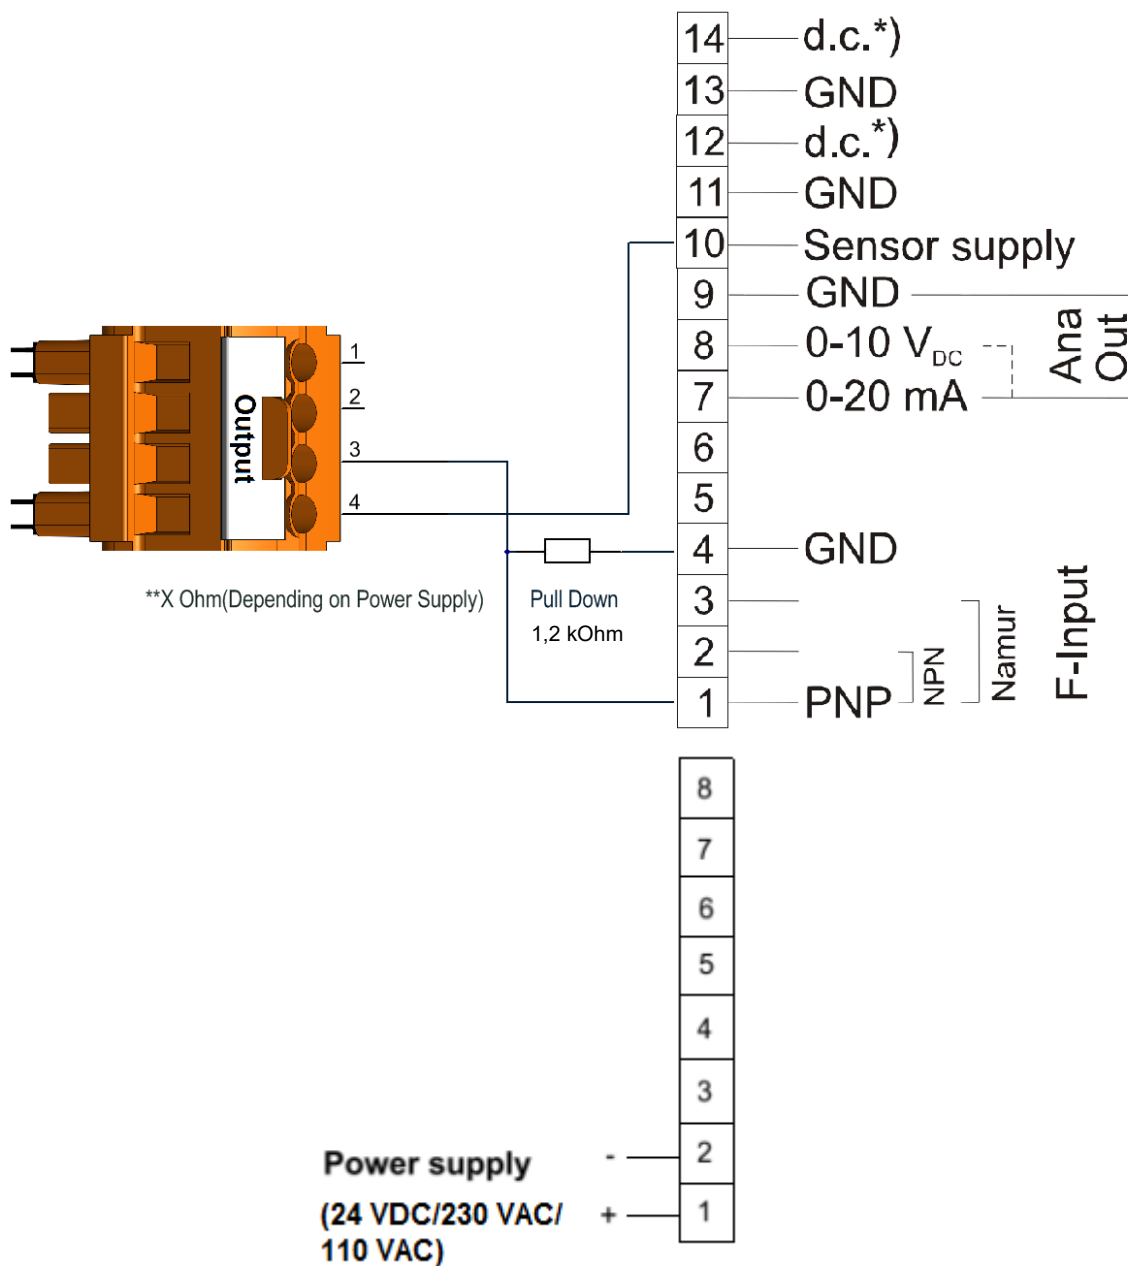 14 d.c.*)
13 GND
12 d.c.*)
11 GND
10 Sensor supply
9 GND
8 0-10 VDC
7 0-20 mA
Ana
Out
6
5
4 GND
3
2
1 PNP
NPN
Namur
F-Input
Output
1
2
3
4
**X Ohm(Depending on Power Supply)
Pull Down
1,2 kOhm
8
7
6
5
4
3
Power supply - 2
(24 VDC/230 VAC/ + 1
110 VAC)